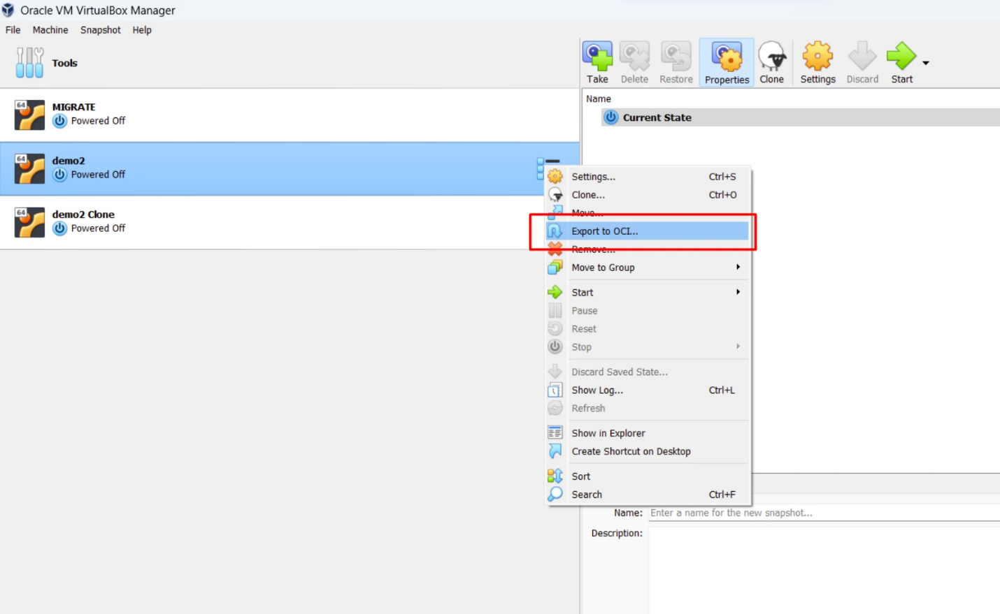 Oracle VM VirtualBox Manager
File Machine Snapshot Help
Tools
Take Delete Restore Properties Clone Settings Discard Start
Name
Current State
64
MIGRATE
Powered Off
64
demo2
Powered Off
64
demo2 Clone
Powered Off
Settings... Ctrl+S
Clone... Ctrl+O
Move...
Export to OCI...
Remove...
Move to Group
Start
Pause
Reset
Stop
Discard Saved State...
Show Log... Ctrl+L
Refresh
Show in Explorer
Create Shortcut on Desktop
Sort
Search Ctrl+F
Name: Enter a name for the new snapshot...
Description: